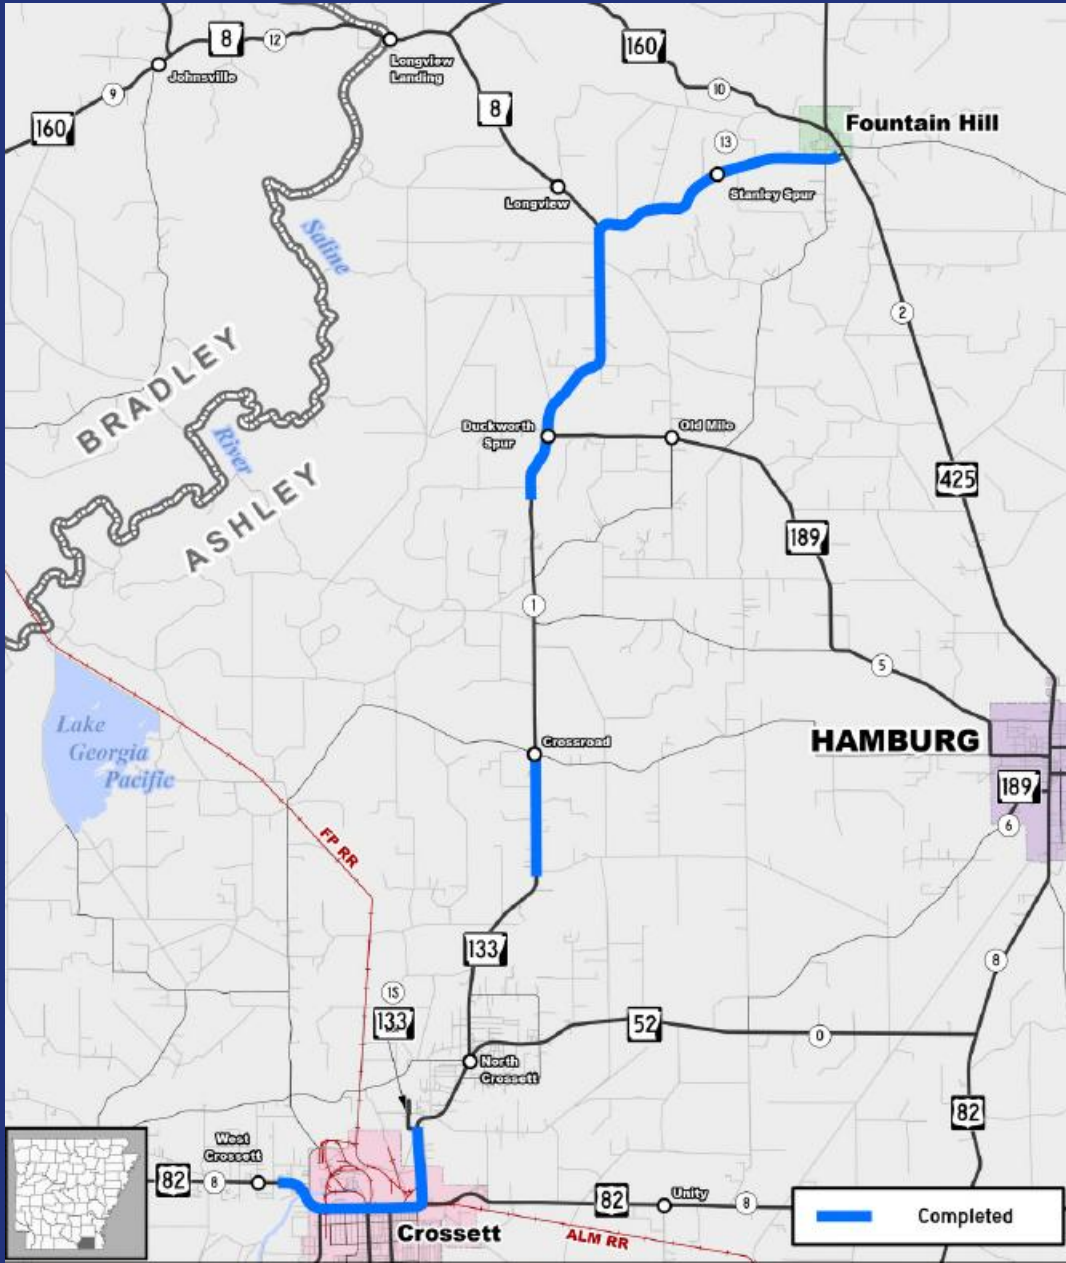 8
12
160
Longview
Landing
Johnsville
9
10
8
160
Fountain Hill
13
Stanley Spur
Longview
Saline
2
BRADLEY
Duckworth
Spur
Old Milo
River
ASHLEY
425
189
1
5
Lake
Georgia
Pacific
Crossroad
HAMBURG
189
6
FP RR
133
8
1S
133
52
0
North
Crossett
82
West
Crossett
82
8
82
Unity
8
Crossett
ALM RR
Completed